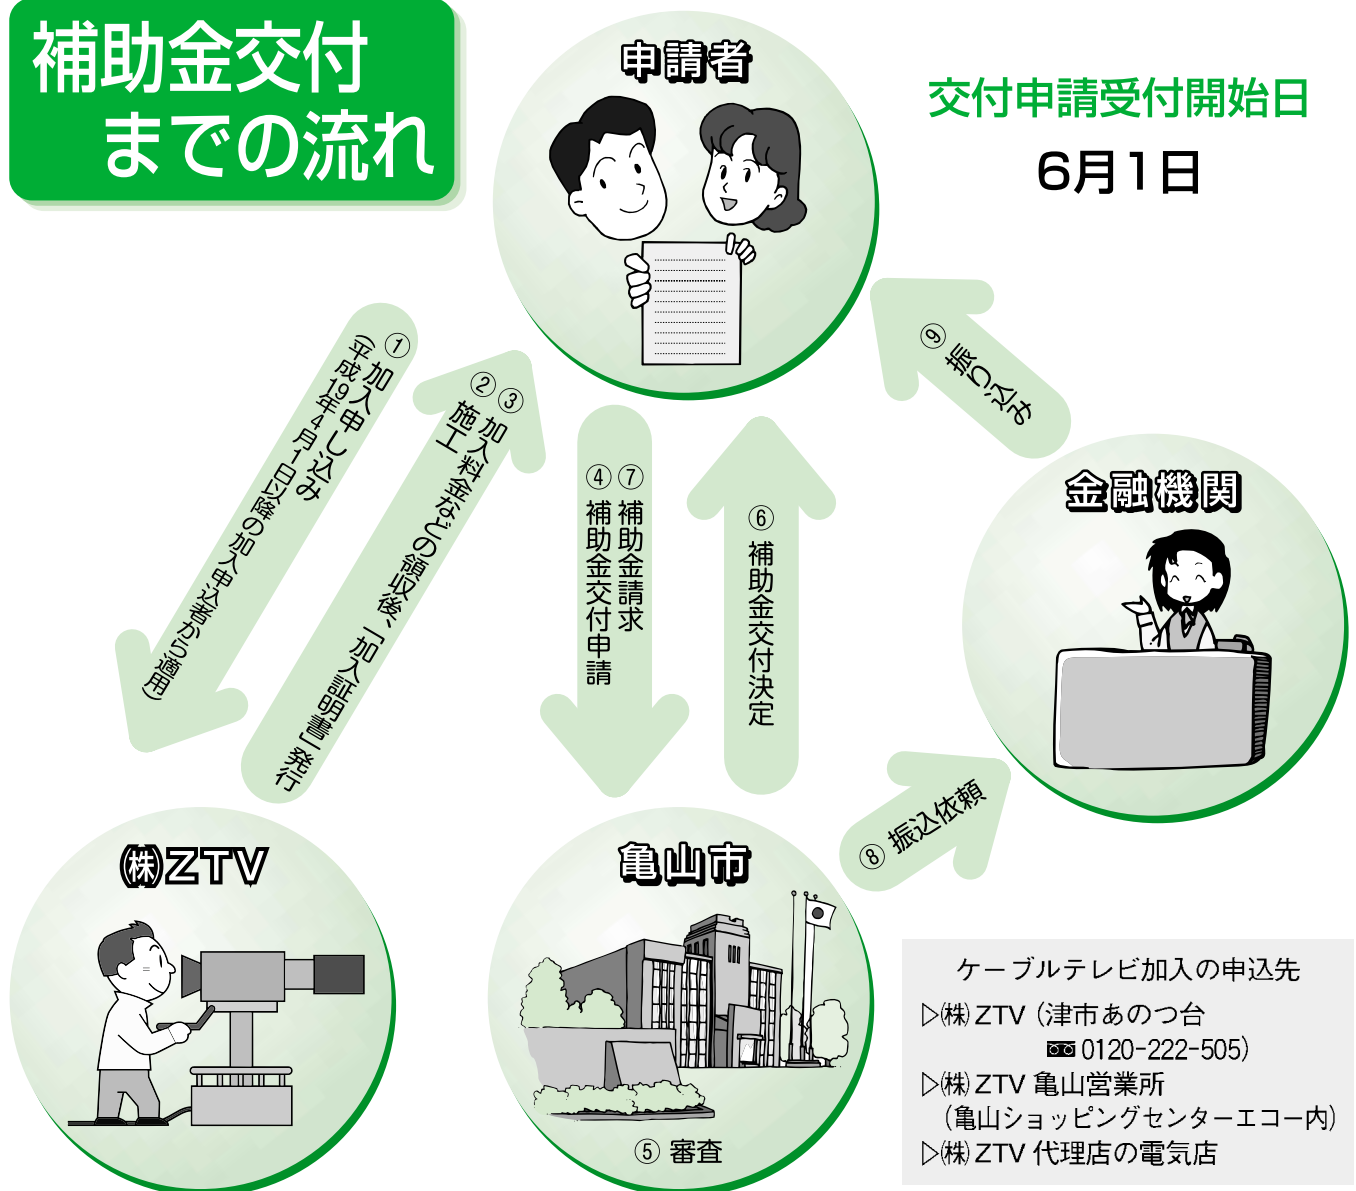 補助金交付
までの流れ
申請者
交付申請受付開始日
6月1日
①加入申し込み
(平成19年4月1日以降の加入申込者から適用)
②施工
③加入料金などの領収後、「加入証明書」発行
④補助金交付申請
⑦補助金請求
⑥補助金交付決定
⑨振り込み
金融機関
⑧振込依頼
㈱ZTV
亀山市
⑤審査
ケーブルテレビ加入の申込先
▷㈱ZTV(津市あのつ台
0120-222-505)
▷㈱ZTV 亀山営業所
(亀山ショッピングセンターエコー内)
▷㈱ZTV 代理店の電気店